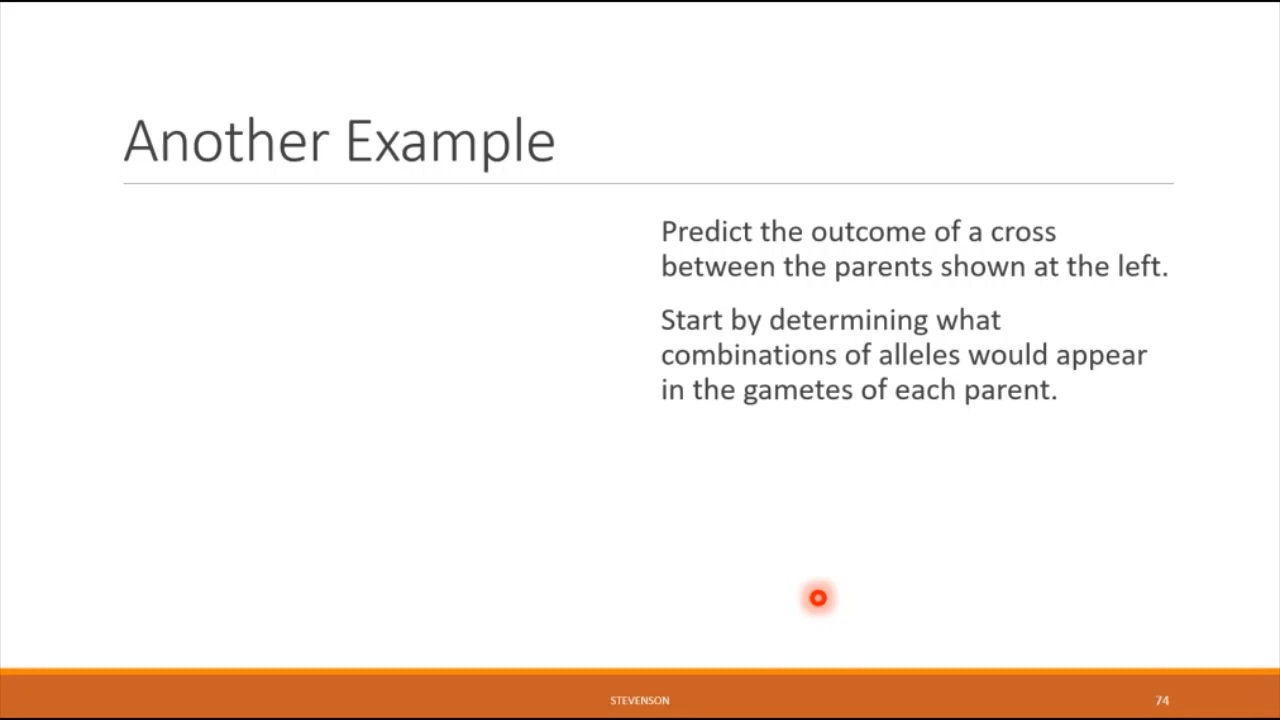 Another Example
Predict the outcome of a cross
between the parents shown at the left.
Start by determining what
combinations of alleles would appear
in the gametes of each parent.
STEVENSON
74